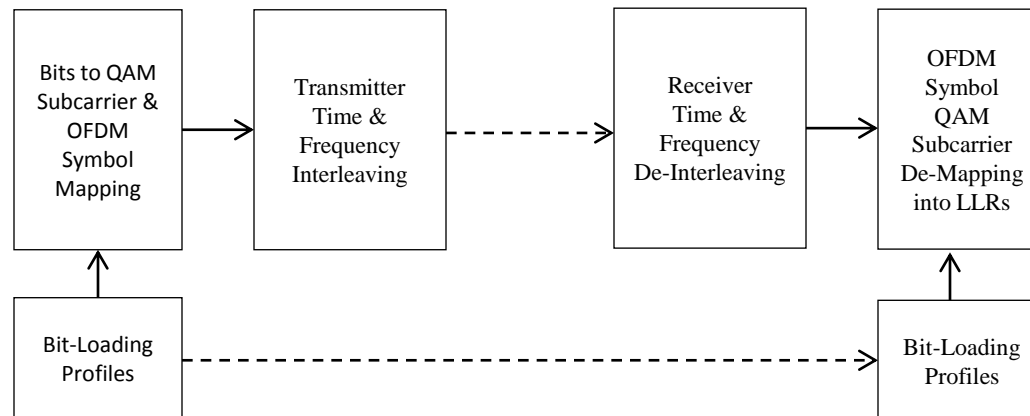 Bits to QAM
Subcarrier &
OFDM
Symbol
Mapping
Transmitter
Time &
Frequency
Interleaving
Receiver
Time &
Frequency
De-Interleaving
OFDM
Symbol
QAM
Subcarrier
De-Mapping
into LLRs
Bit-Loading
Profiles
Bit-Loading
Profiles